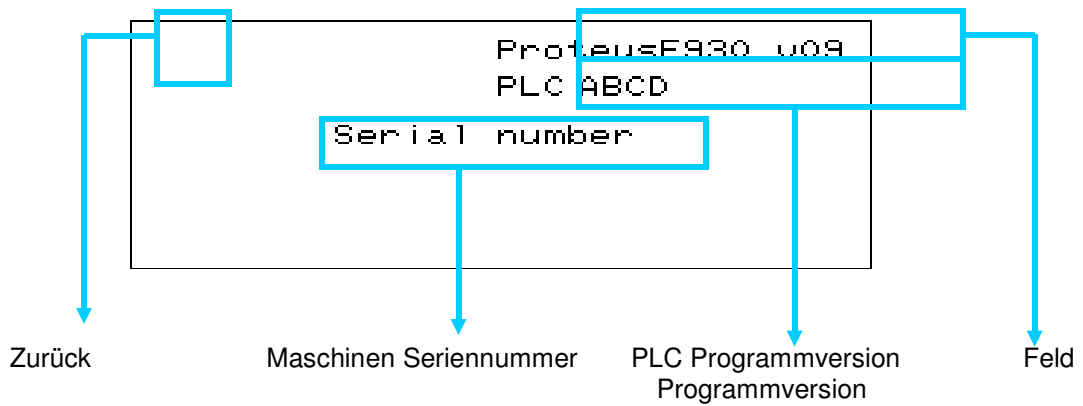 ProteusE930 v09
PLC ABCD
Serial number
Zurück Maschinen Seriennummer PLC Programmversion Feld
Programmversion